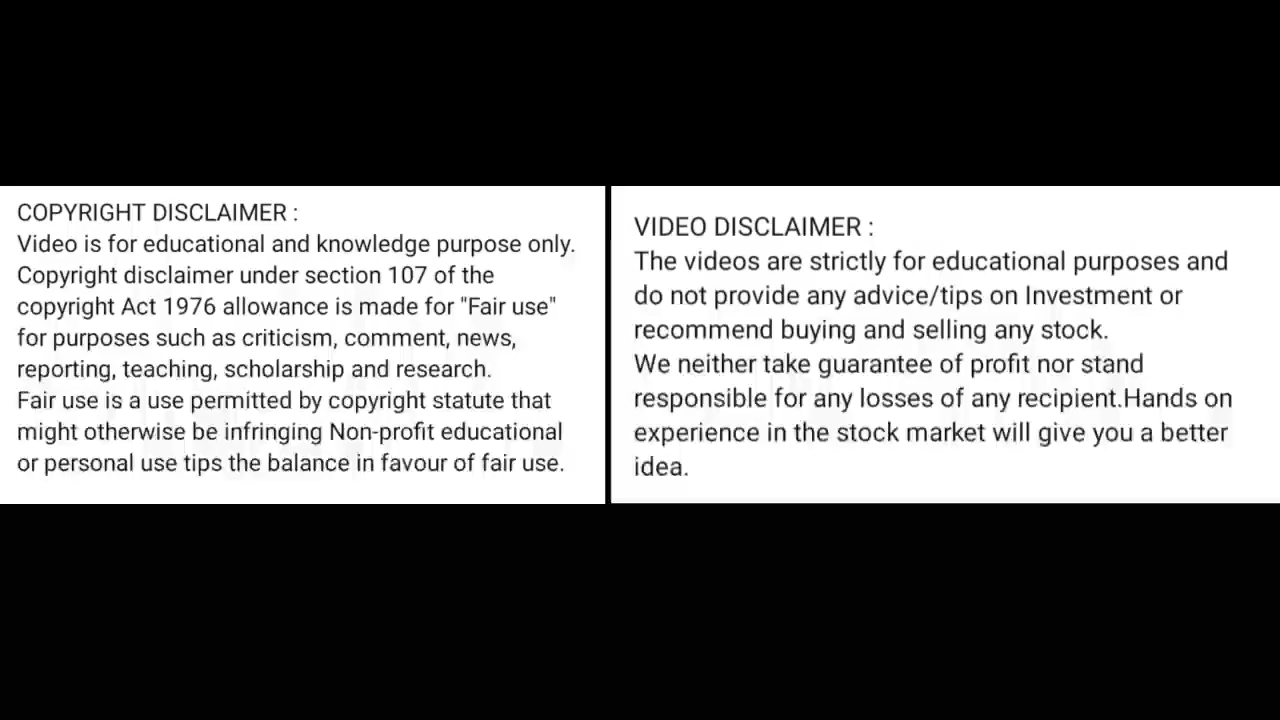 COPYRIGHT DISCLAIMER :
Video is for educational and knowledge purpose only.
Copyright disclaimer under section 107 of the
copyright Act 1976 allowance is made for "Fair use"
for purposes such as criticism, comment, news,
reporting, teaching, scholarship and research.
Fair use is a use permitted by copyright statute that
might otherwise be infringing Non-profit educational
or personal use tips the balance in favour of fair use.
VIDEO DISCLAIMER :
The videos are strictly for educational purposes and
do not provide any advice/tips on Investment or
recommend buying and selling any stock.
We neither take guarantee of profit nor stand
responsible for any losses of any recipient.Hands on
experience in the stock market will give you a better
idea.